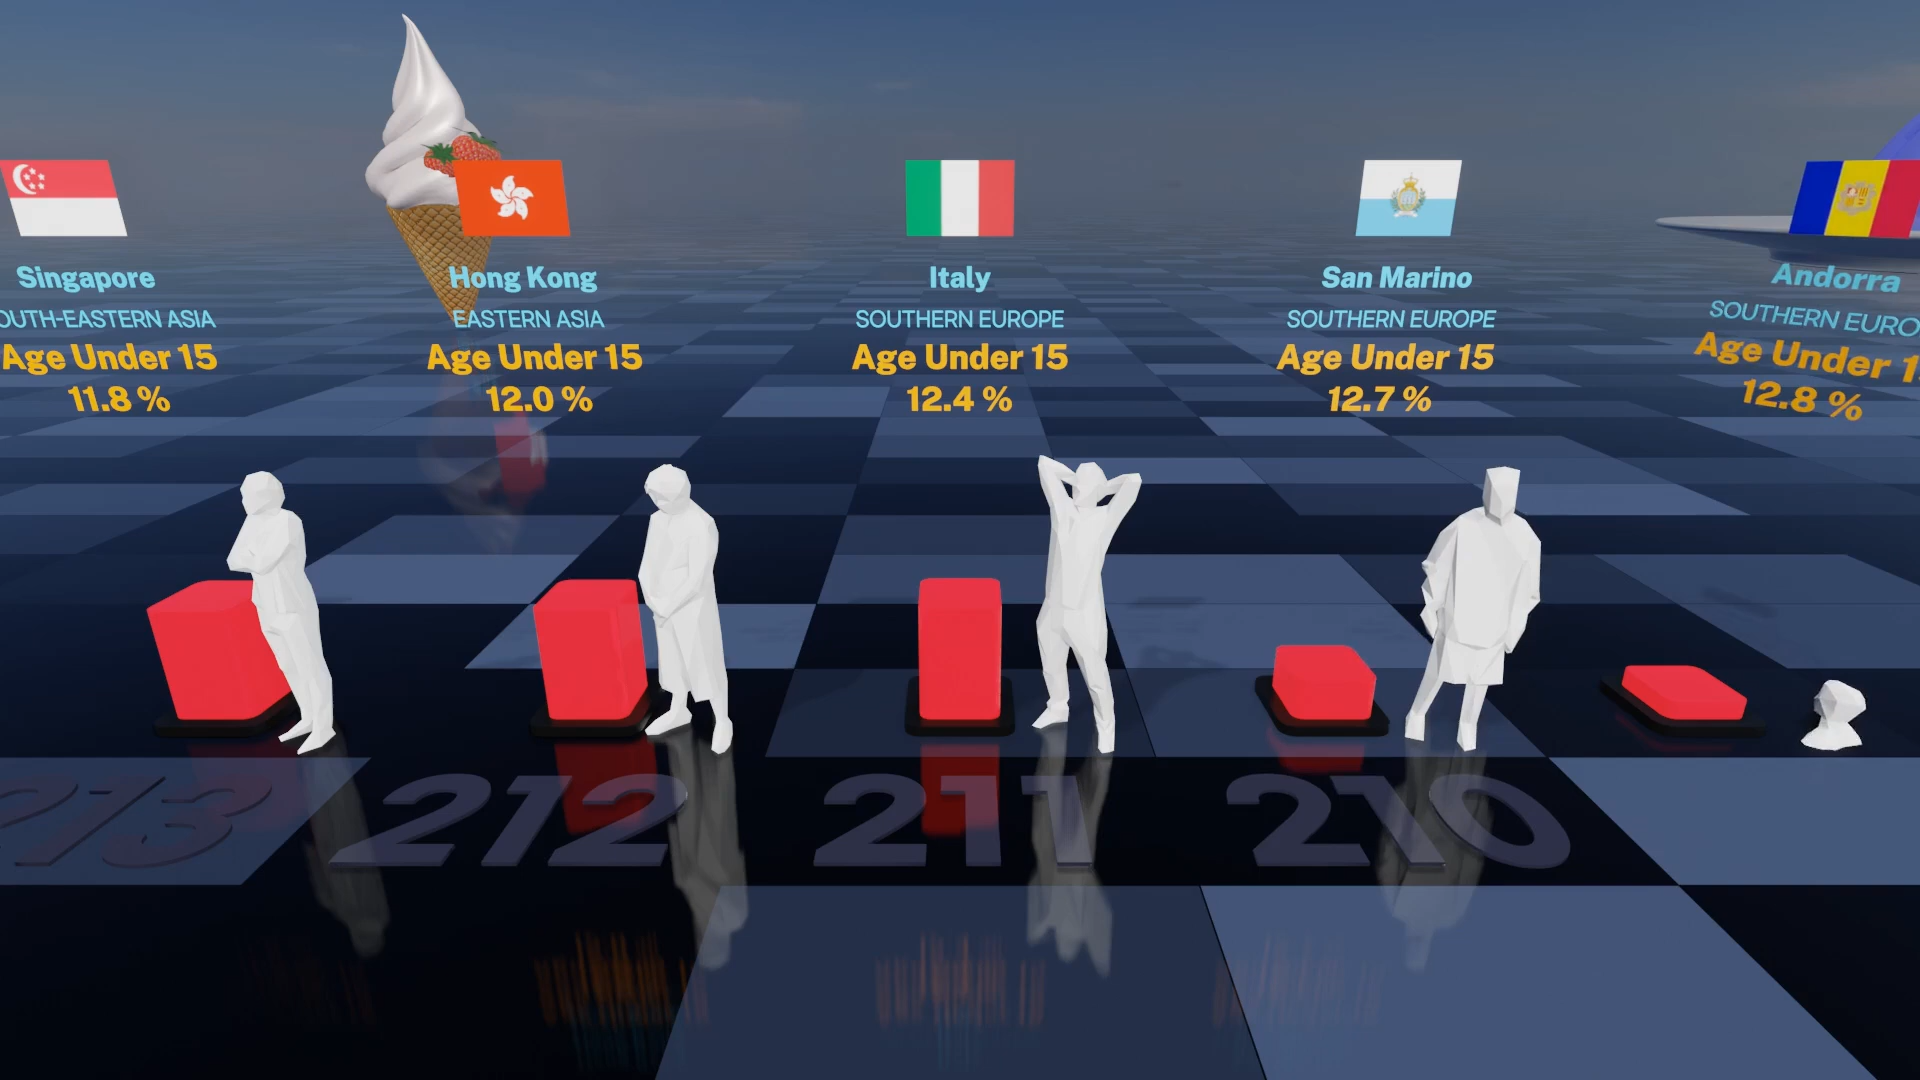 Singapore
OUTH-EASTERN ASIA
Age Under 15
11.8 %
Hong Kong
EASTERN ASIA
Age Under 15
12.0 %
Italy
SOUTHERN EUROPE
Age Under 15
12.4 %
San Marino
SOUTHERN EUROPE
Age Under 15
12.7 %
Andorra
SOUTHERN EURO
Age Under 1
12.8 %
213
212
211
210